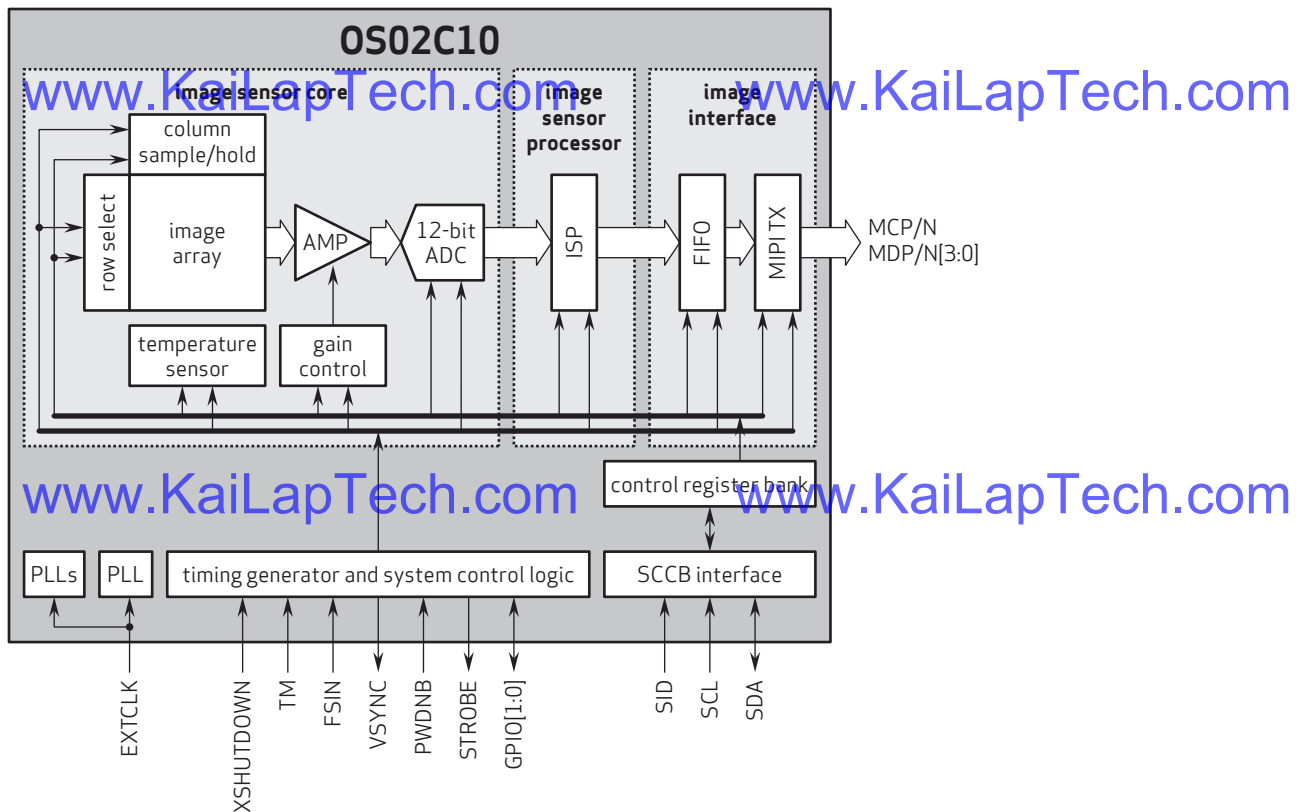 OS02C10
www.KaiLapTech.com
www.KaiLapTech.com
image sensor core
image
sensor
processor
image
interface
column
sample/hold
row select
image
array
AMP
12-bit
ADC
ISP
FIFO
MIPI TX
MCP/N
MDP/N[3:0]
temperature
sensor
gain
control
www.KaiLapTech.com
www.KaiLapTech.com
control register bank
PLLs
PLL
timing generator and system control logic
SCCB interface
EXTCLK
XSHUTDOWN
TM
FSIN
VSYNC
PWDNB
STROBE
GPIO[1:0]
SID
SCL
SDA